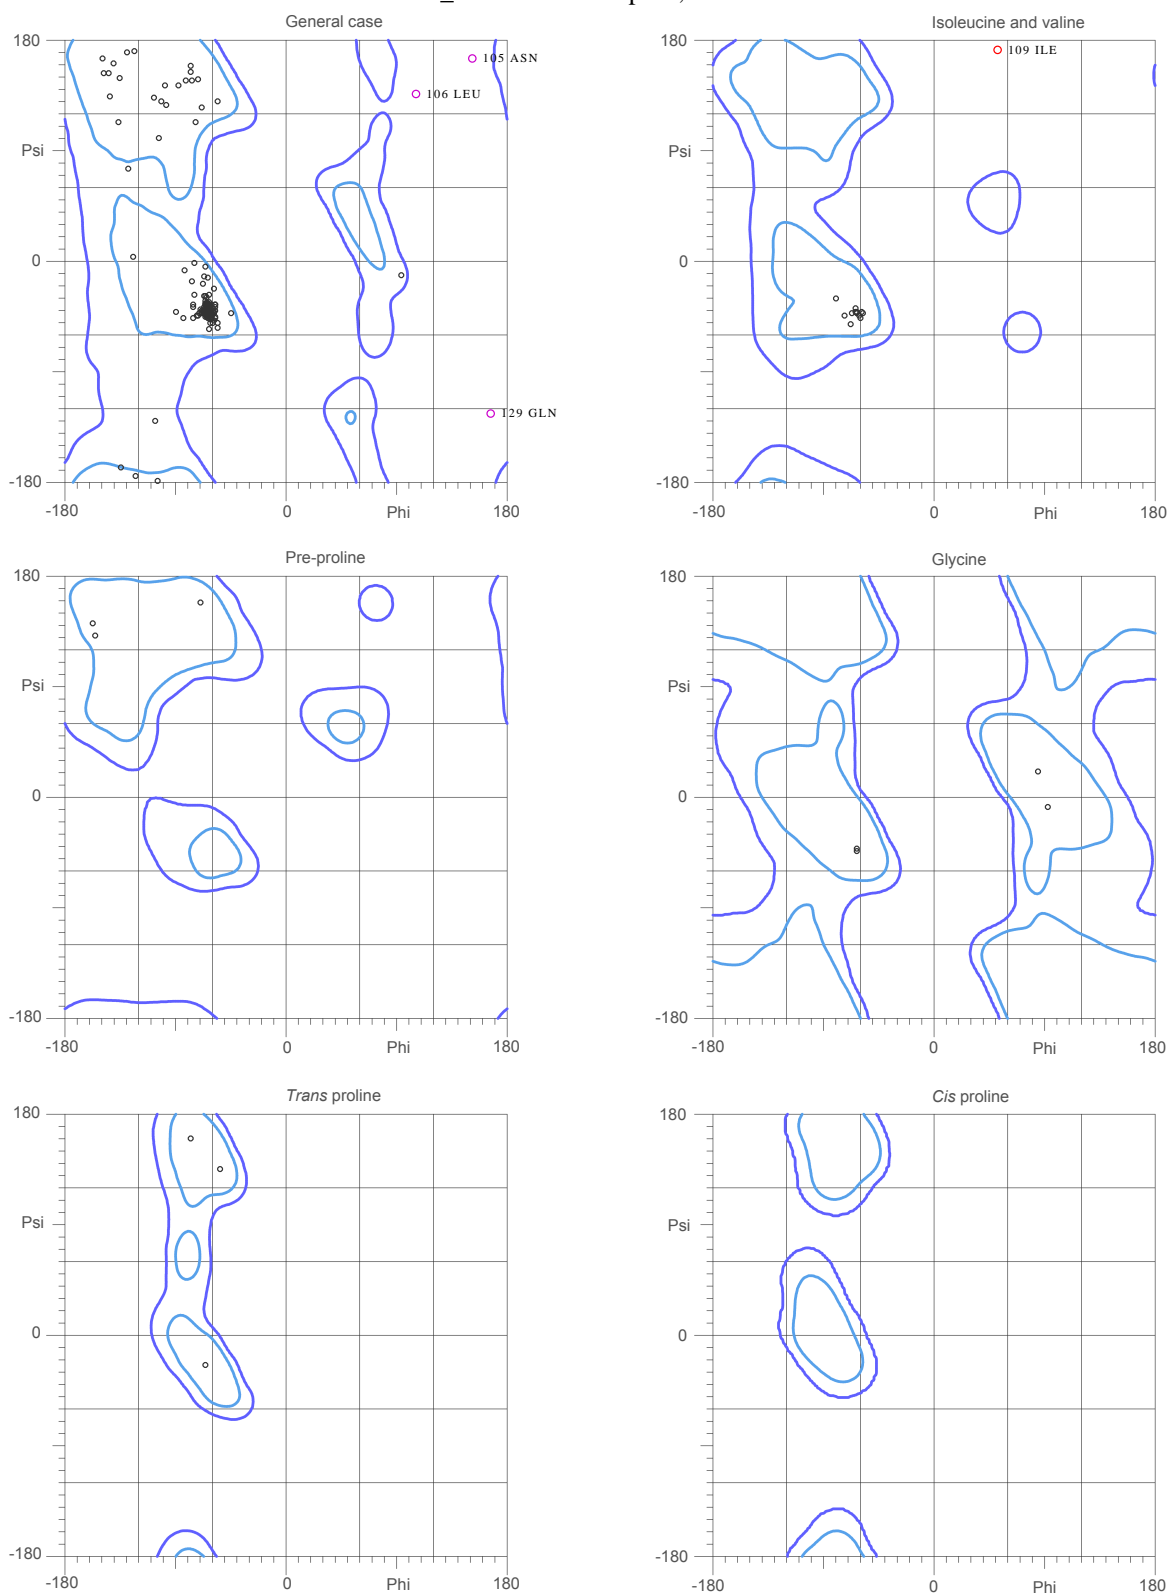 General case
Isoleucine and valine
180
105 ASN
106 LEU
Psi
0
129 GLN
-180
-180
0
Phi
180
180
109 ILE
Psi
0
-180
-180
0
Phi
180
Pre-proline
Glycine
180
Psi
0
-180
-180
0
Phi
180
180
Psi
0
-180
-180
0
Phi
180
Trans proline
Cis proline
180
Psi
0
-180
-180
0
Phi
180
180
Psi
0
-180
-180
0
Phi
180